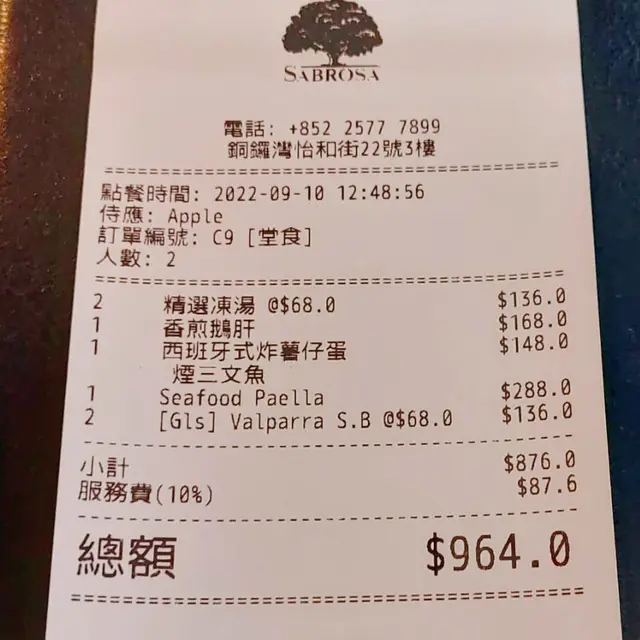 SABROSA
電話: +852 2577 7899
銅鑼灣怡和街22號3樓
點餐時間: 2022-09-10 12:48:56
侍應: Apple
訂單編號: C9 [堂食]
人數: 2
2 精選凍湯 @$68.0 $136.0
1 香煎鵝肝 $168.0
1 西班牙式炸薯仔蛋 $148.0
煙三文魚
1 Seafood Paella $288.0
2 [Gls] Valparra S.B @$68.0 $136.0
小計 $876.0
服務費(10%) $87.6
總額 $964.0